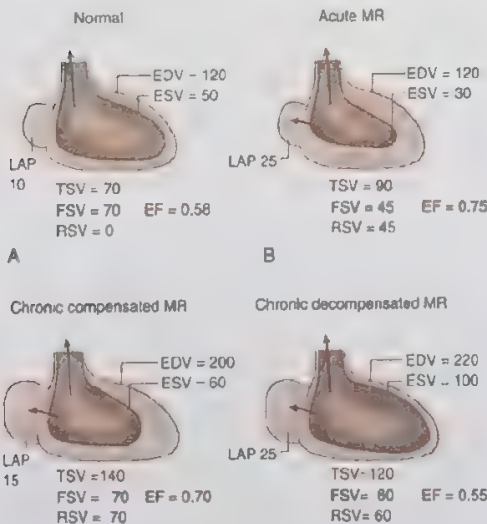 Normal
EDV - 120
ESV = 50
LAP
10
TSV = 70
FSV = 70 EF = 0.58
RSV = 0
A
Acute MR
EDV = 120
ESV = 30
LAP 25
TSV = 90
FSV = 45 EF = 0.75
RSV = 45
B
Chronic compensated MR
EDV = 200
ESV - 60
LAP
15
TSV = 140
FSV = 70 EF = 0.70
RSV = 70
Chronic decompensated MR
EDV = 220
ESV - 100
LAP 25
TSV - 120
FSV = 60 EF = 0.55
RSV = 60